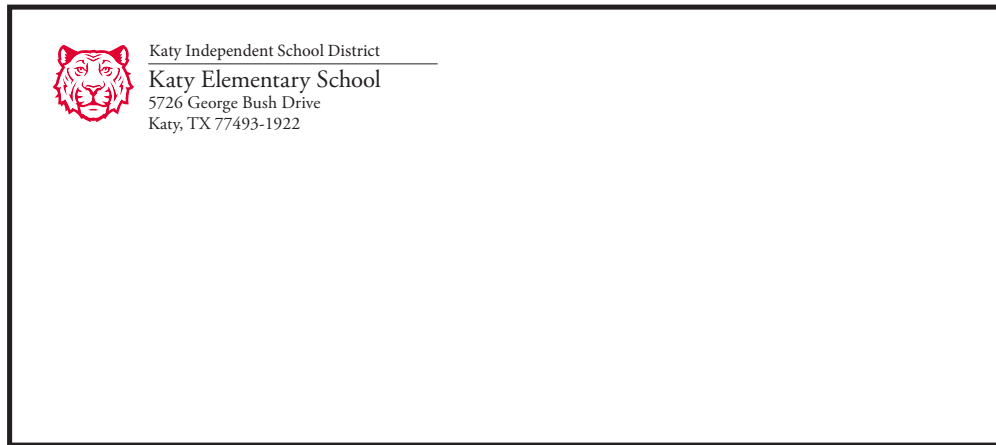 Katy Independent School District
Katy Elementary School
5726 George Bush Drive
Katy, TX 77493-1922